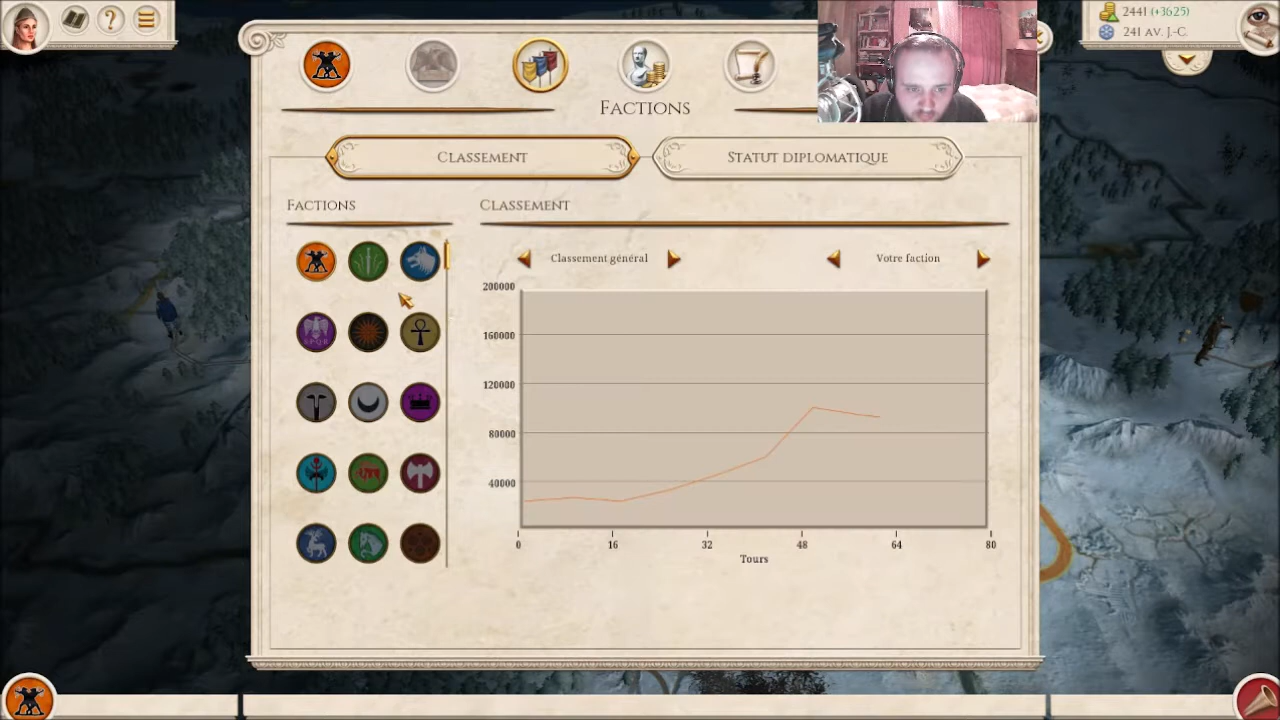 2441 (+3625)
241 AV. J.-C.
FACTIONS
CLASSEMENT
STATUT DIPLOMATIQUE
FACTIONS
CLASSEMENT
Classement général
Votre faction
200000
160000
120000
80000
40000
0 16 32 48 64 80
Tours
SPQR